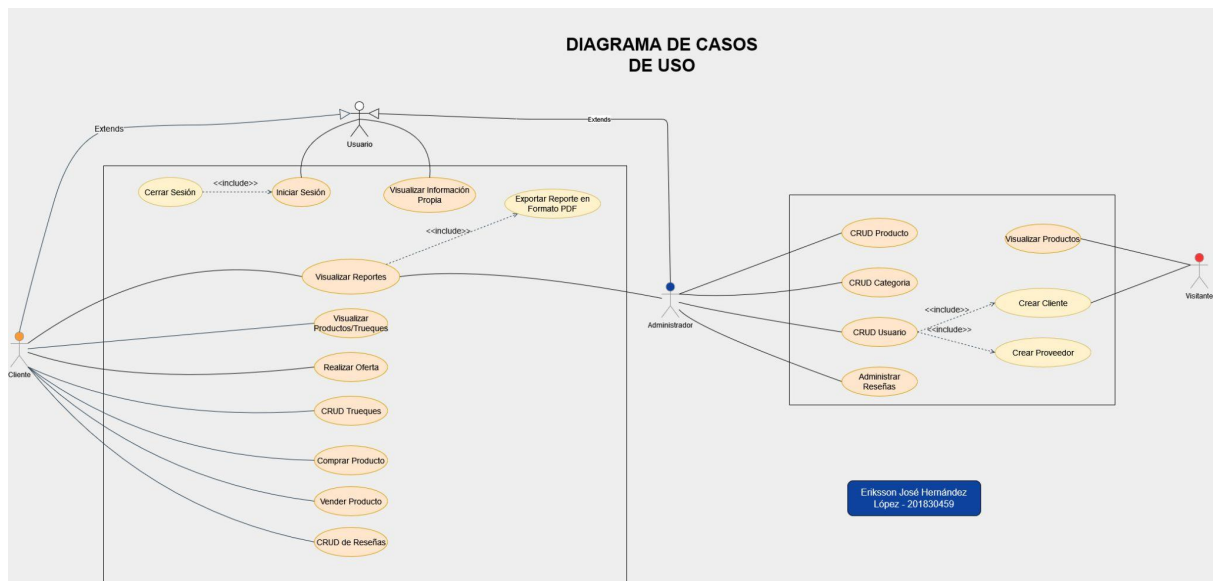 DIAGRAMA DE CASOS
DE USO
Extends
Extends
Usuario
Cerrar Sesión
<<include>>
Iniciar Sesión
Visualizar Información
Propia
Exportar Reporte en
Formato PDF
<<include>>
Visualizar Reportes
Visualizar
Productos/Trueques
Realizar Oferta
CRUD Trueques
Comprar Producto
Vender Producto
CRUD de Reseñas
Cliente
Administrador
CRUD Producto
CRUD Categoria
CRUD Usuario
Administrar
Reseñas
<<include>>
<<include>>
Visualizar Productos
Crear Cliente
Crear Proveedor
Visitante
Eriksson José Hernández
López - 201830459